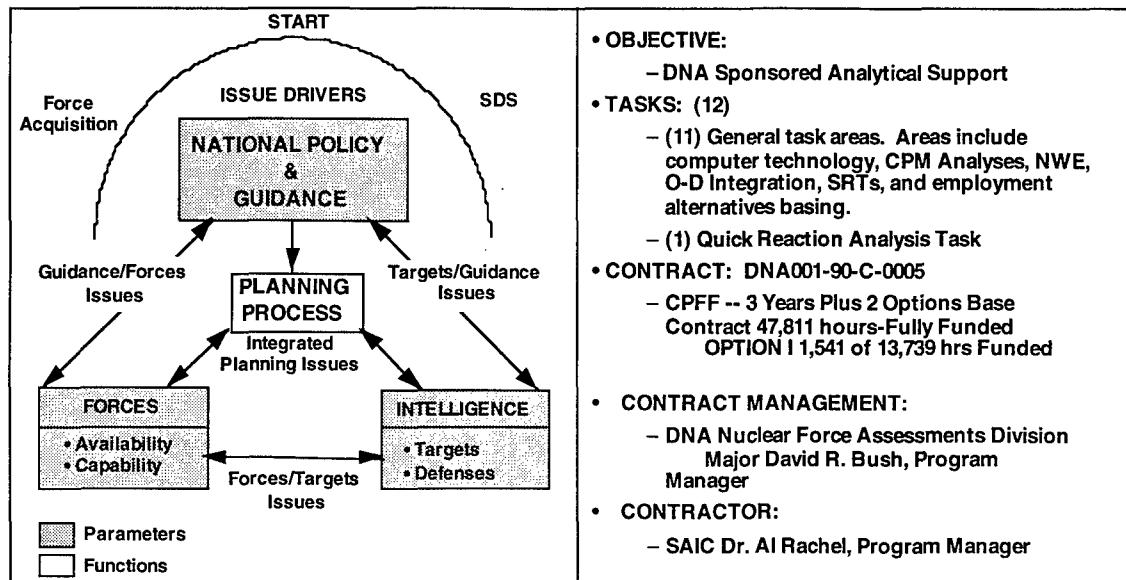 START
Force
Acquisition
ISSUE DRIVERS
SDS
NATIONAL POLICY
&
GUIDANCE
Guidance/Forces
Issues
Targets/Guidance
Issues
PLANNING
PROCESS
Integrated
Planning Issues
FORCES
• Availability
• Capability
INTELLIGENCE
• Targets
• Defenses
Forces/Targets
Issues
Parameters
Functions
• OBJECTIVE:
– DNA Sponsored Analytical Support
• TASKS: (12)
– (11) General task areas. Areas include
computer technology, CPM Analyses, NWE,
O-D Integration, SRTs, and employment
alternatives basing.
– (1) Quick Reaction Analysis Task
• CONTRACT: DNA001-90-C-0005
– CPFF -- 3 Years Plus 2 Options Base
Contract 47,811 hours-Fully Funded
OPTION I 1,541 of 13,739 hrs Funded
• CONTRACT MANAGEMENT:
– DNA Nuclear Force Assessments Division
Major David R. Bush, Program
Manager
• CONTRACTOR:
– SAIC Dr. Al Rachel, Program Manager